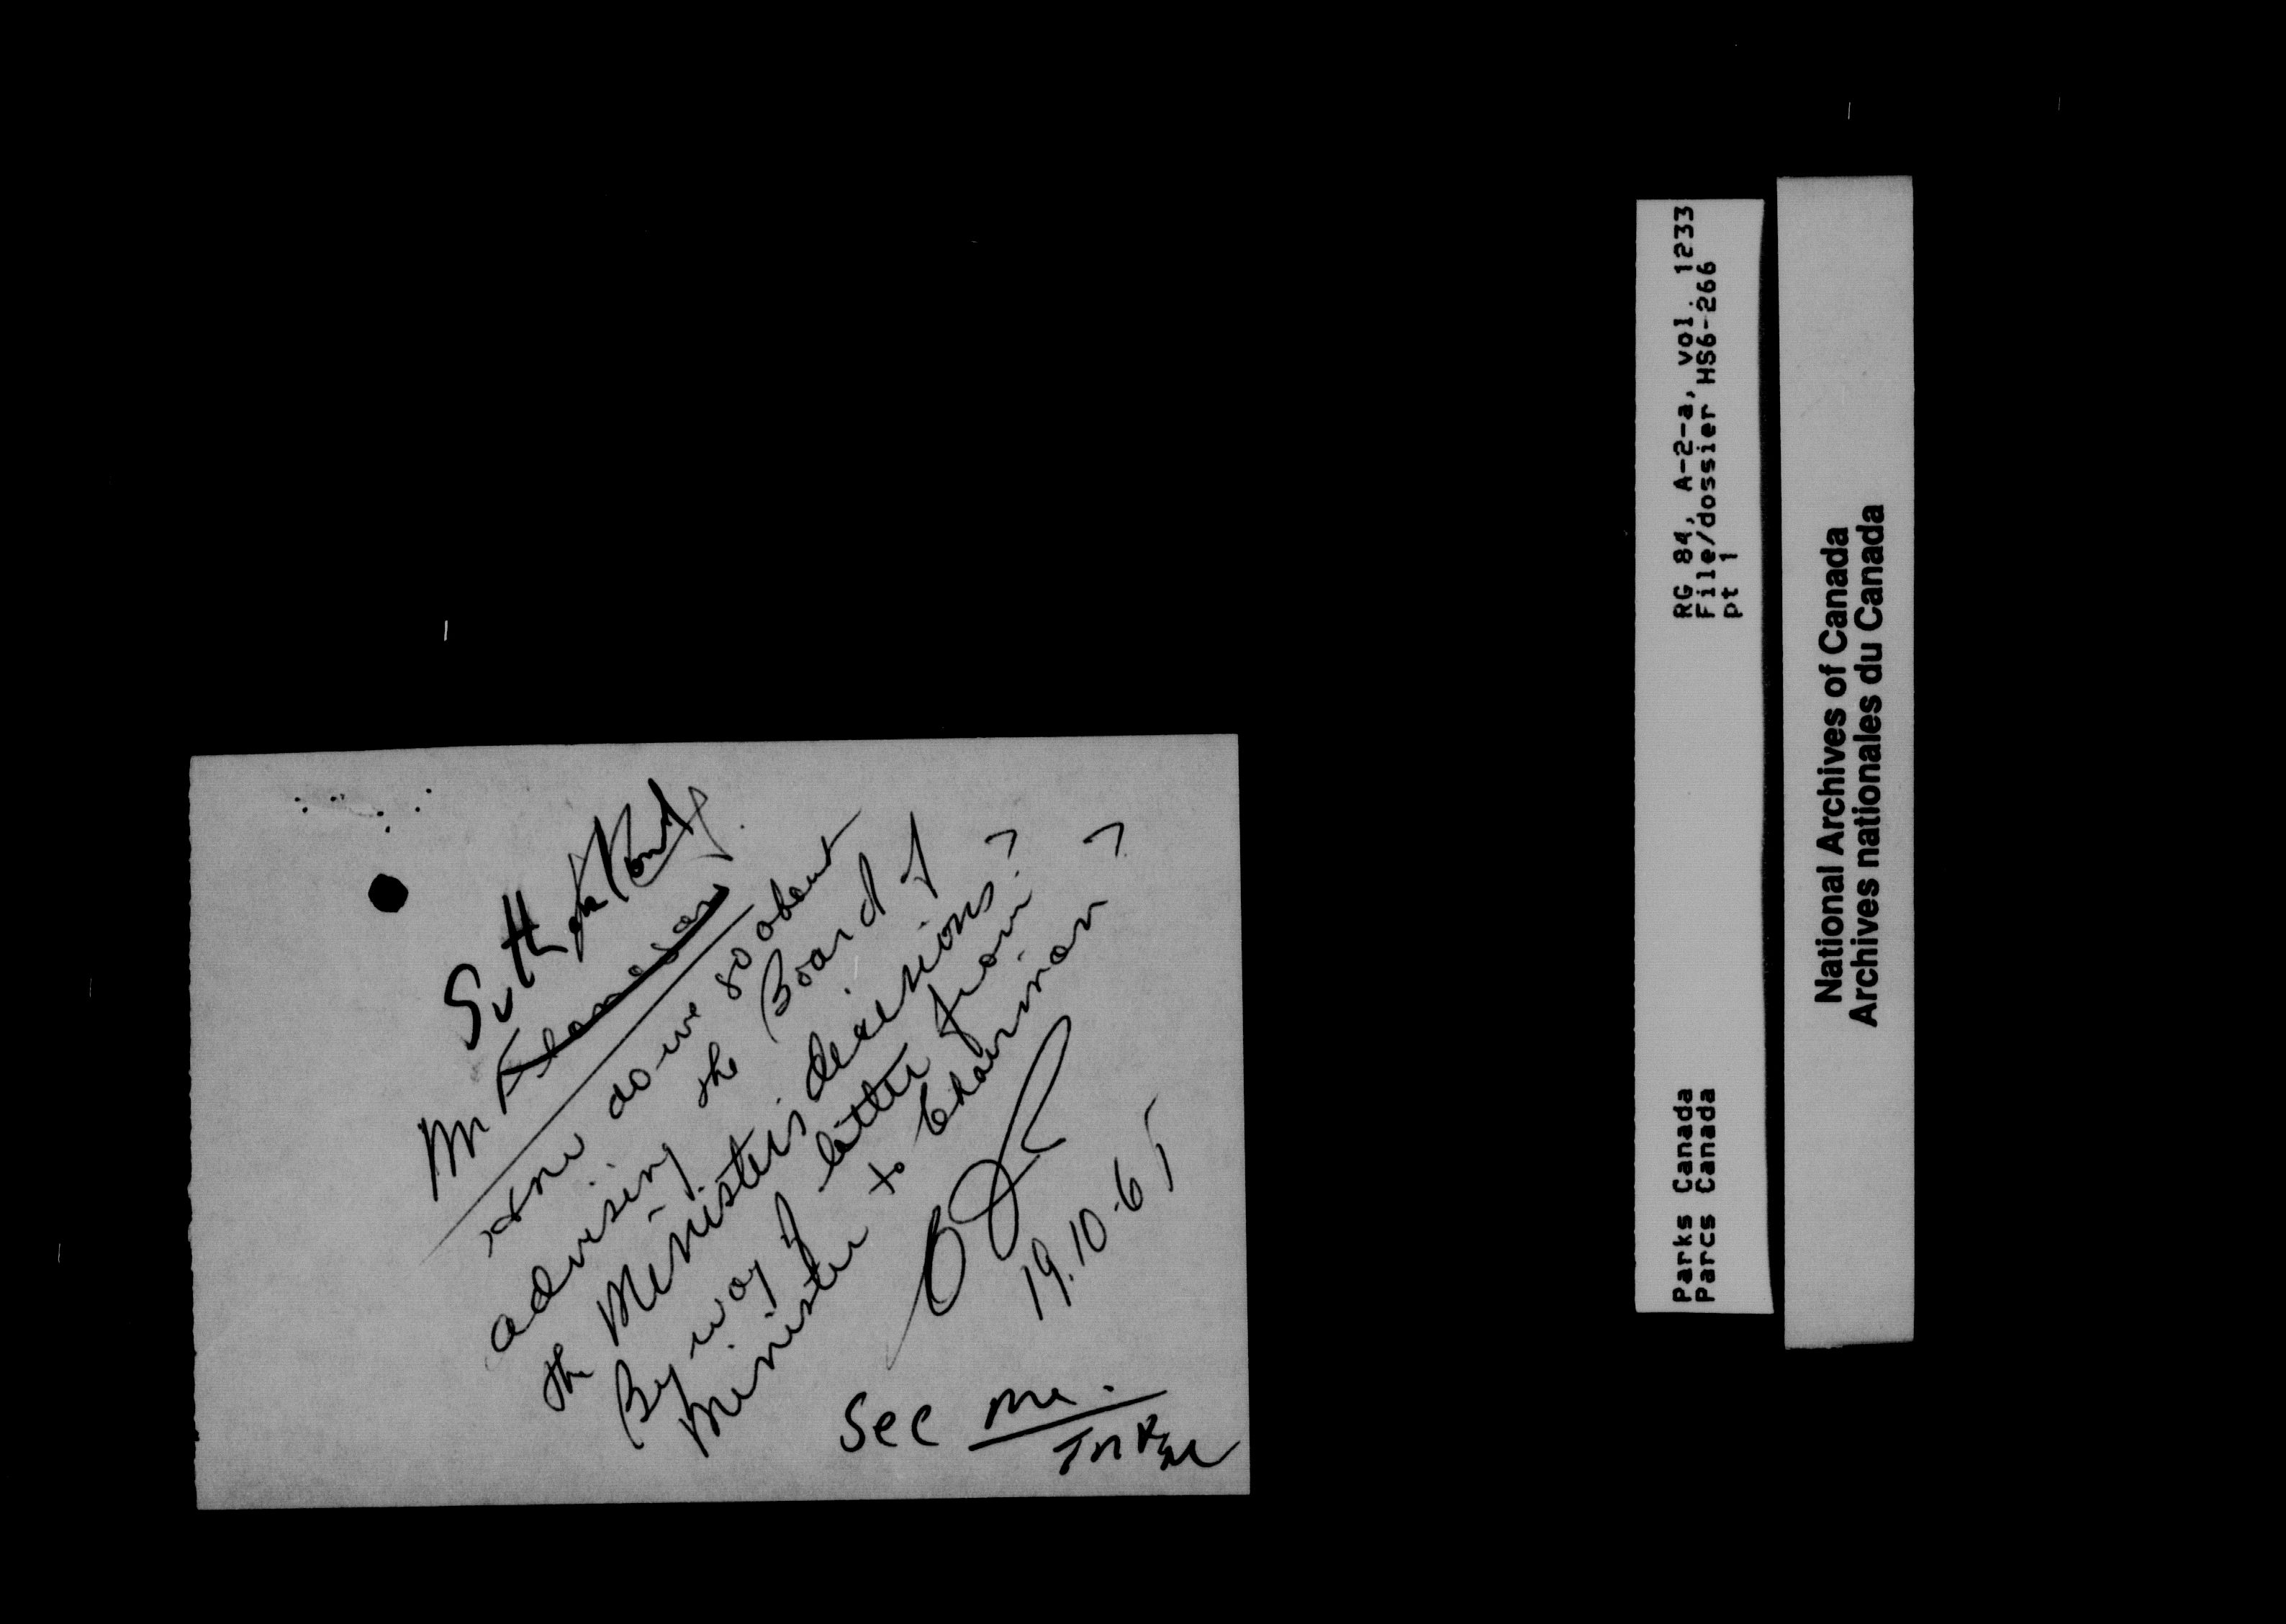 Mr
How do we go about
advising the Board of
the Ministers decisions?
By way of letter from
Minister to Chairman?
19.10.65
See me.
RG 84, A-2-a, vol. 1233
File/dossier HS6-266
pt 1
Parks Canada
Parcs Canada
National Archives of Canada
Archives nationales du Canada